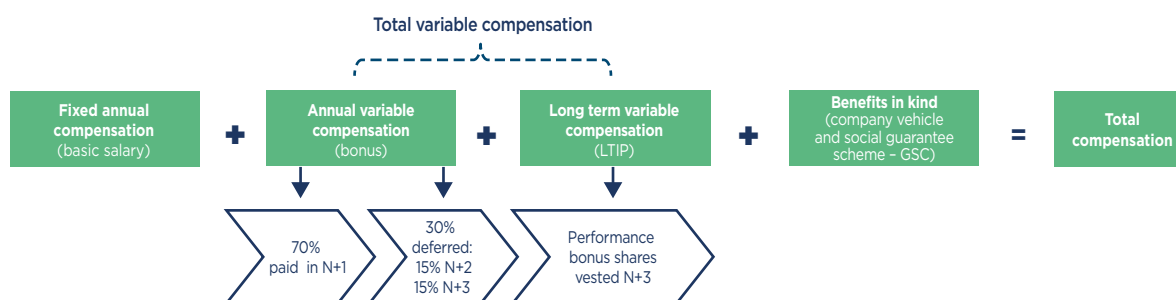 Total variable compensation
Fixed annual
compensation
(basic salary)
+
Annual variable
compensation
(bonus)
+
Long term variable
compensation
(LTIP)
+
Benefits in kind
(company vehicle
and social guarantee
scheme – GSC)
=
Total
compensation
70%
paid in N+1
30%
deferred:
15% N+2
15% N+3
Performance
bonus shares
vested N+3